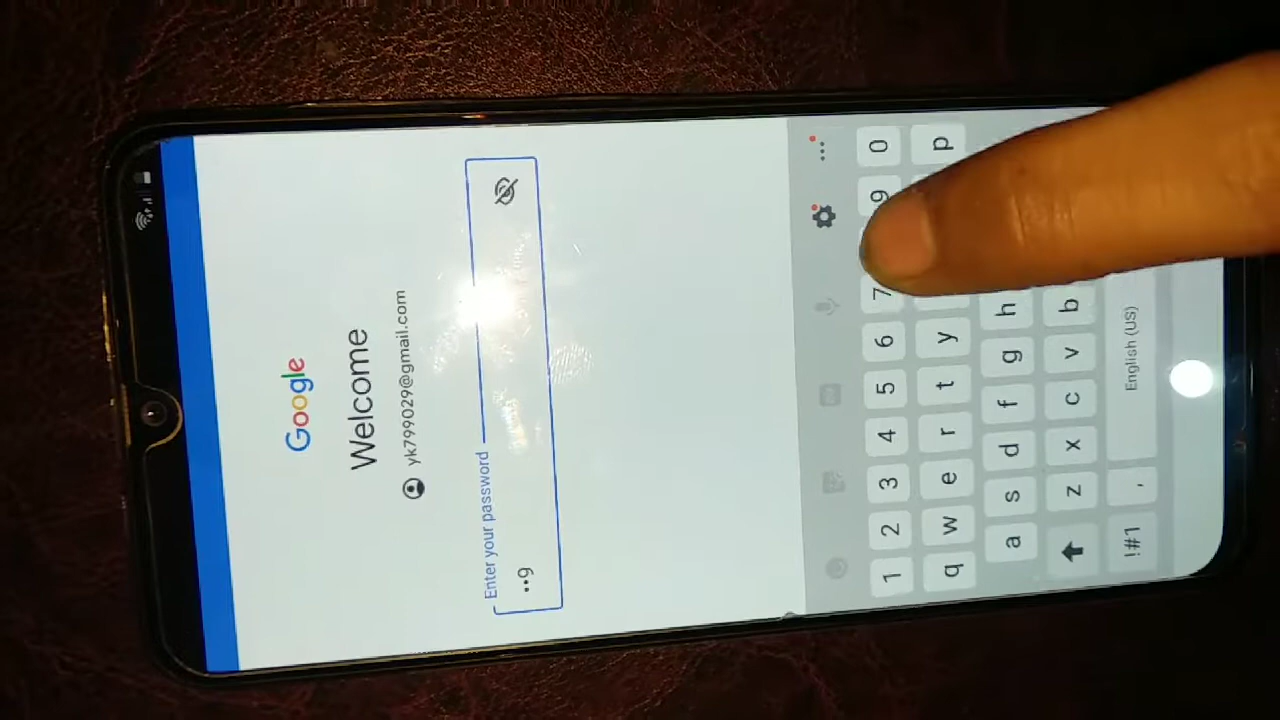 Google
Welcome
yk799029@gmail.com
Enter your password
••9
1 2 3 4 5 6 7 9 0
q w e r t y p
a s d f g h
z x c v b
!#1 , English (US)